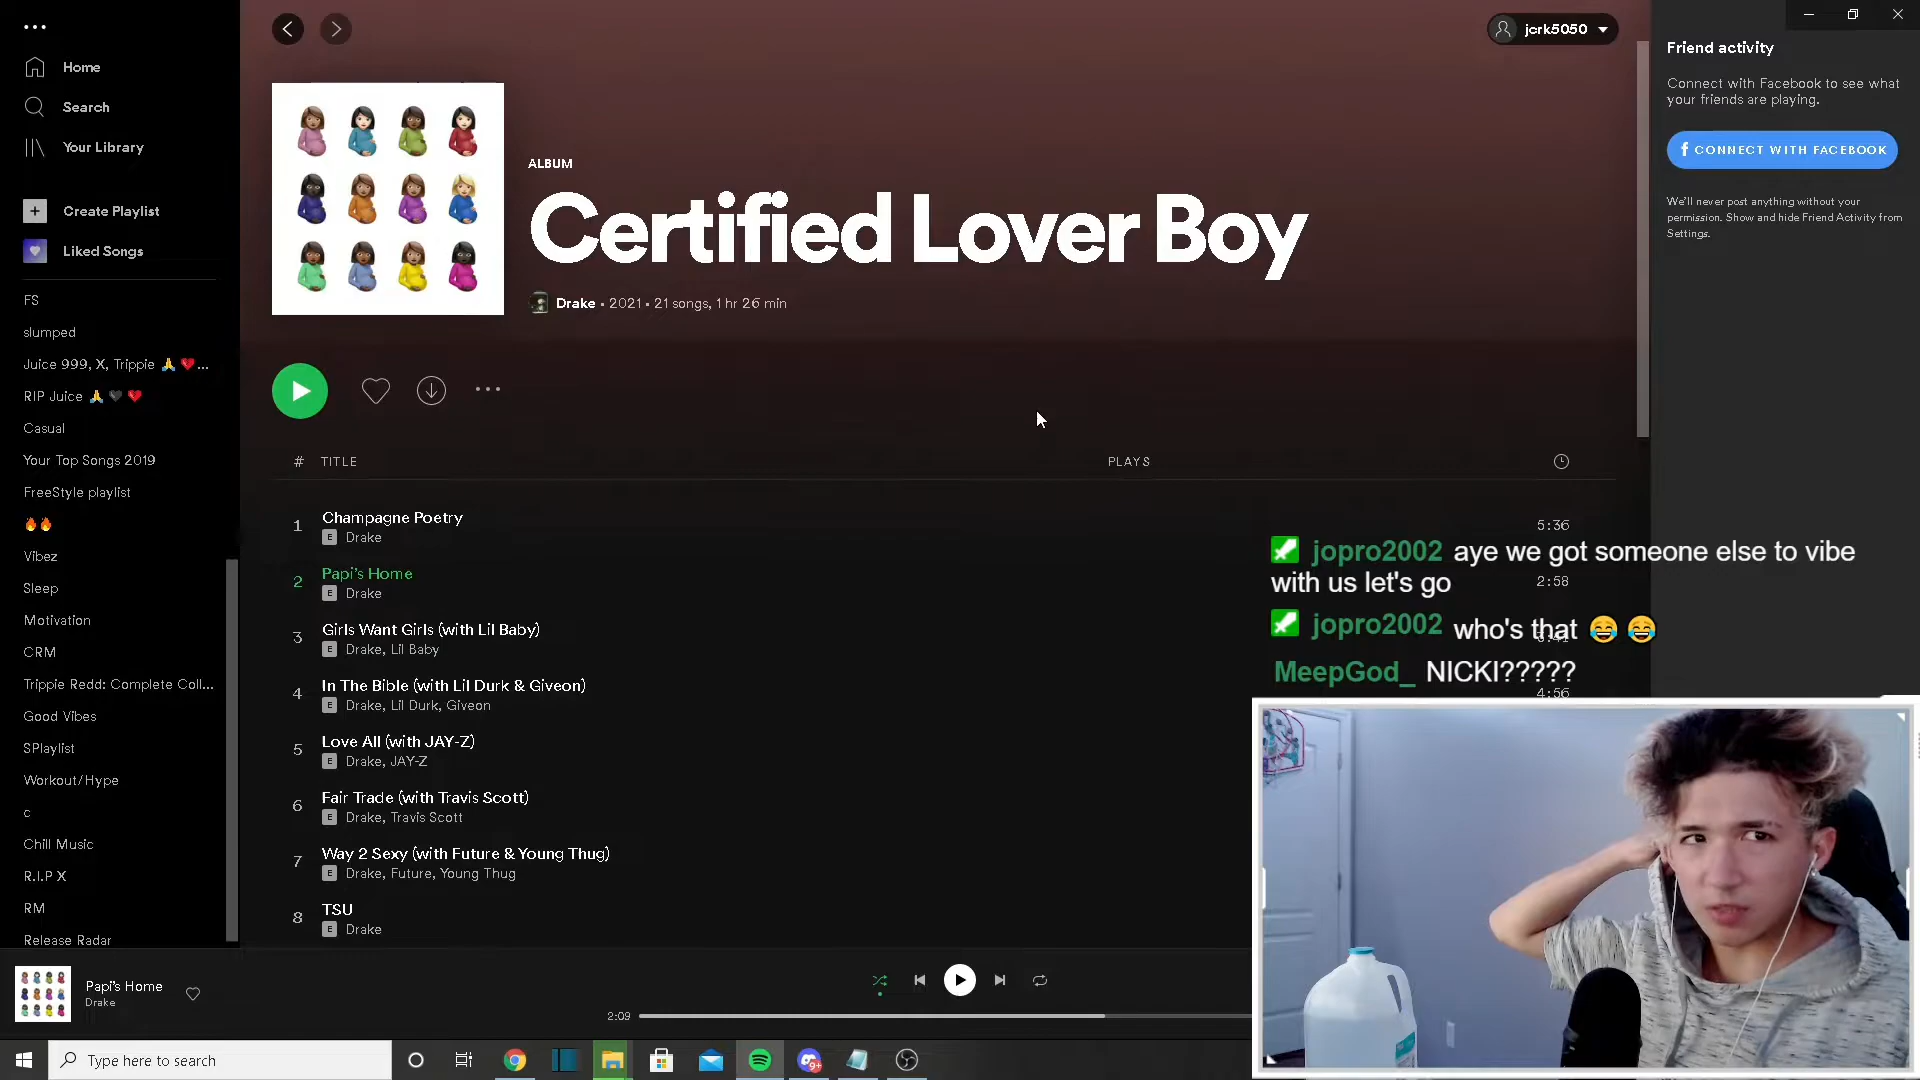 Home
Search
Your Library
Create Playlist
Liked Songs
FS
slumped
Juice 999, X, Trippie 🙏 💔...
RIP Juice 🙏 🖤 💔
Casual
Your Top Songs 2019
FreeStyle playlist
🔥🔥
Vibez
Sleep
Motivation
CRM
Trippie Redd: Complete Coll...
Good Vibes
SPlaylist
Workout/Hype
c
Chill Music
R.I.P X
RM
Release Radar
jcrk5050
ALBUM
Certified Lover Boy
Drake • 2021 • 21 songs, 1 hr 26 min
# TITLE PLAYS
1 Champagne Poetry 5:36
E Drake
2 Papi's Home 2:58
E Drake
3 Girls Want Girls (with Lil Baby)
E Drake, Lil Baby
4 In The Bible (with Lil Durk & Giveon) 4:56
E Drake, Lil Durk, Giveon
5 Love All (with JAY-Z)
E Drake, JAY-Z
6 Fair Trade (with Travis Scott)
E Drake, Travis Scott
7 Way 2 Sexy (with Future & Young Thug)
E Drake, Future, Young Thug
8 TSU
E Drake
Friend activity
Connect with Facebook to see what
your friends are playing.
f CONNECT WITH FACEBOOK
We'll never post anything without your
permission. Show and hide Friend Activity from
Settings.
jopro2002 aye we got someone else to vibe
with us let's go
jopro2002 who's that 😂 😂
MeepGod_ NICKI?????
Papi's Home
Drake
2:09
Type here to search
9+